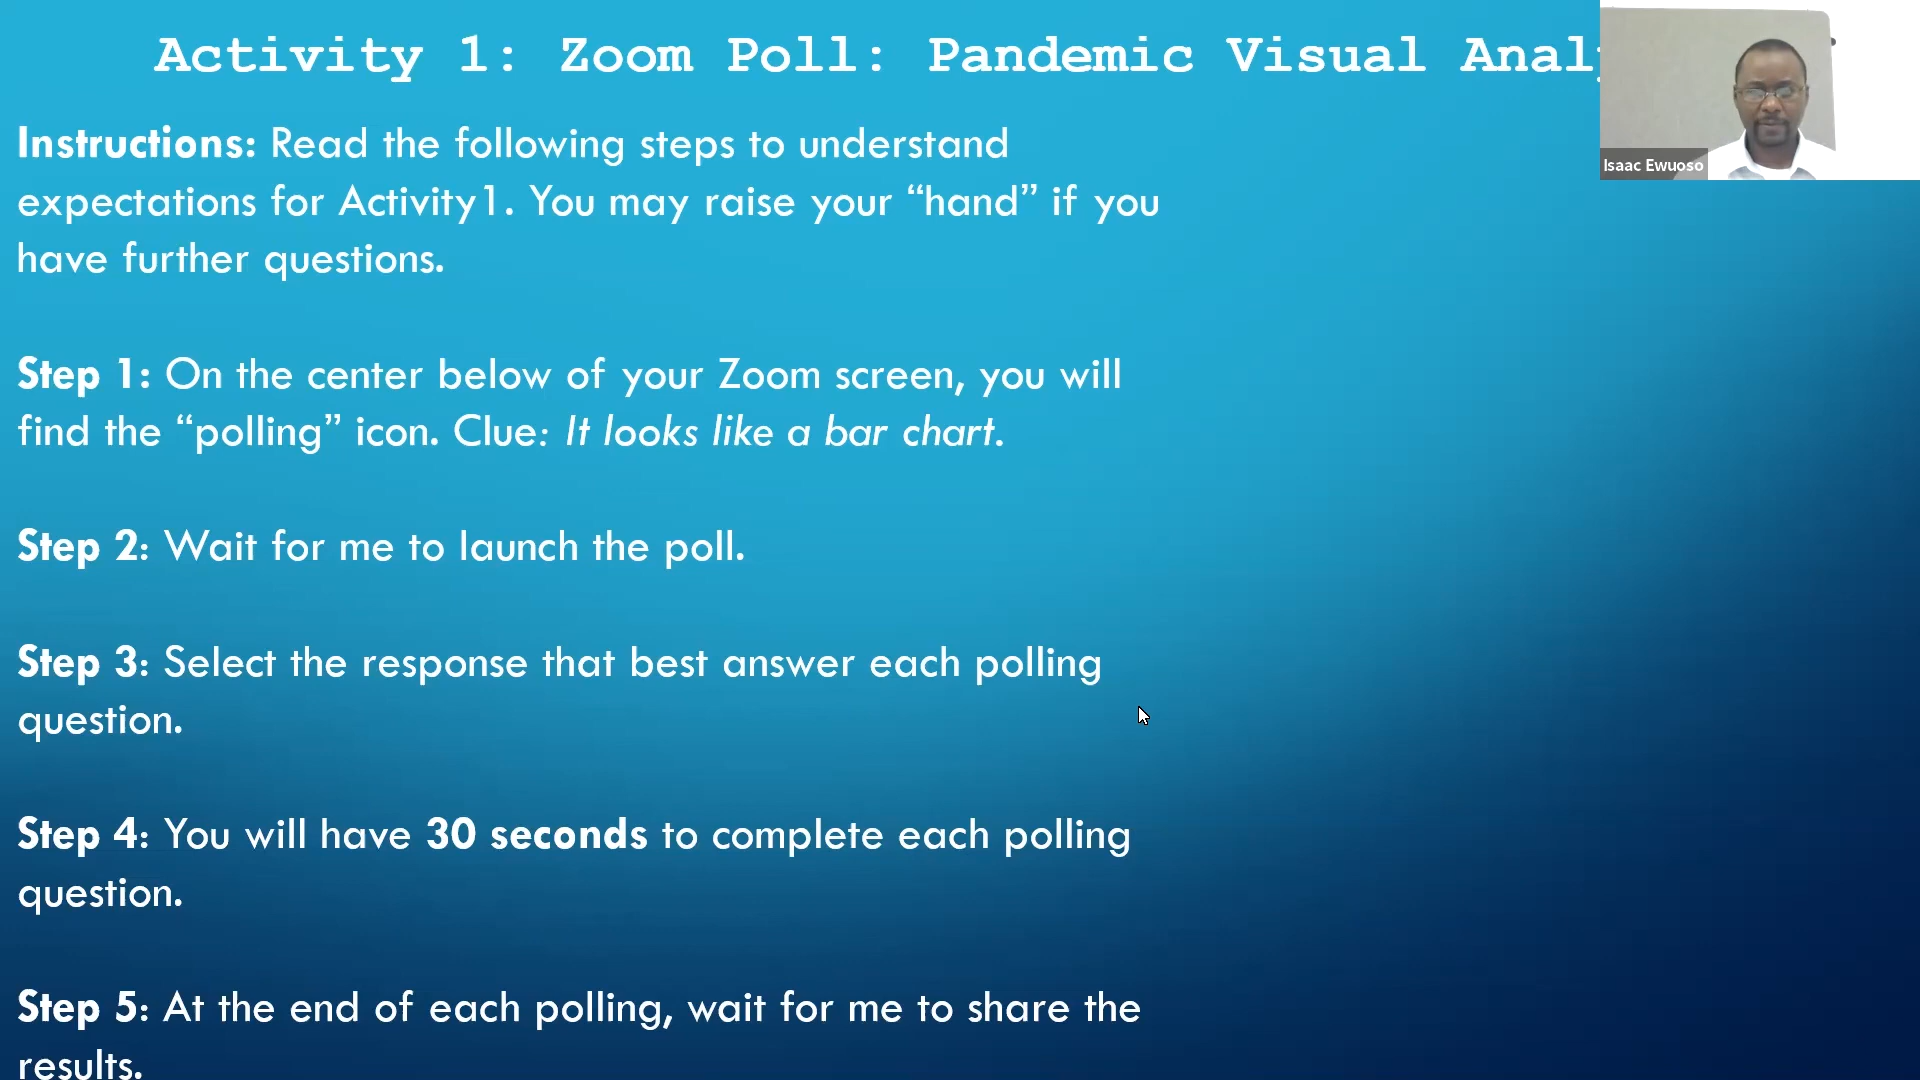 Activity 1: Zoom Poll: Pandemic Visual
Isaac Ewuoso
Instructions: Read the following steps to understand
expectations for Activity1. You may raise your “hand” if you
have further questions.
Step 1: On the center below of your Zoom screen, you will
find the “polling” icon. Clue: It looks like a bar chart.
Step 2: Wait for me to launch the poll.
Step 3: Select the response that best answer each polling
question.
Step 4: You will have 30 seconds to complete each polling
question.
Step 5: At the end of each polling, wait for me to share the
results.